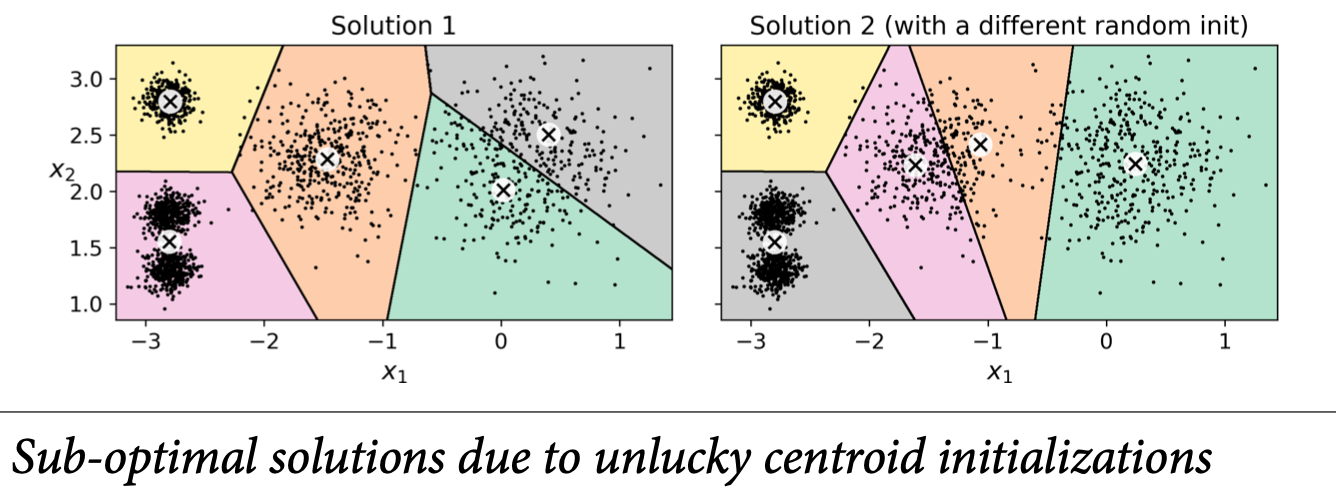 Solution 1
Solution 2 (with a different random init)
3.0
2.5
2.0
1.5
1.0
x₂
−3 −2 −1 0 1
x₁
−3 −2 −1 0 1
x₁
Sub-optimal solutions due to unlucky centroid initializations